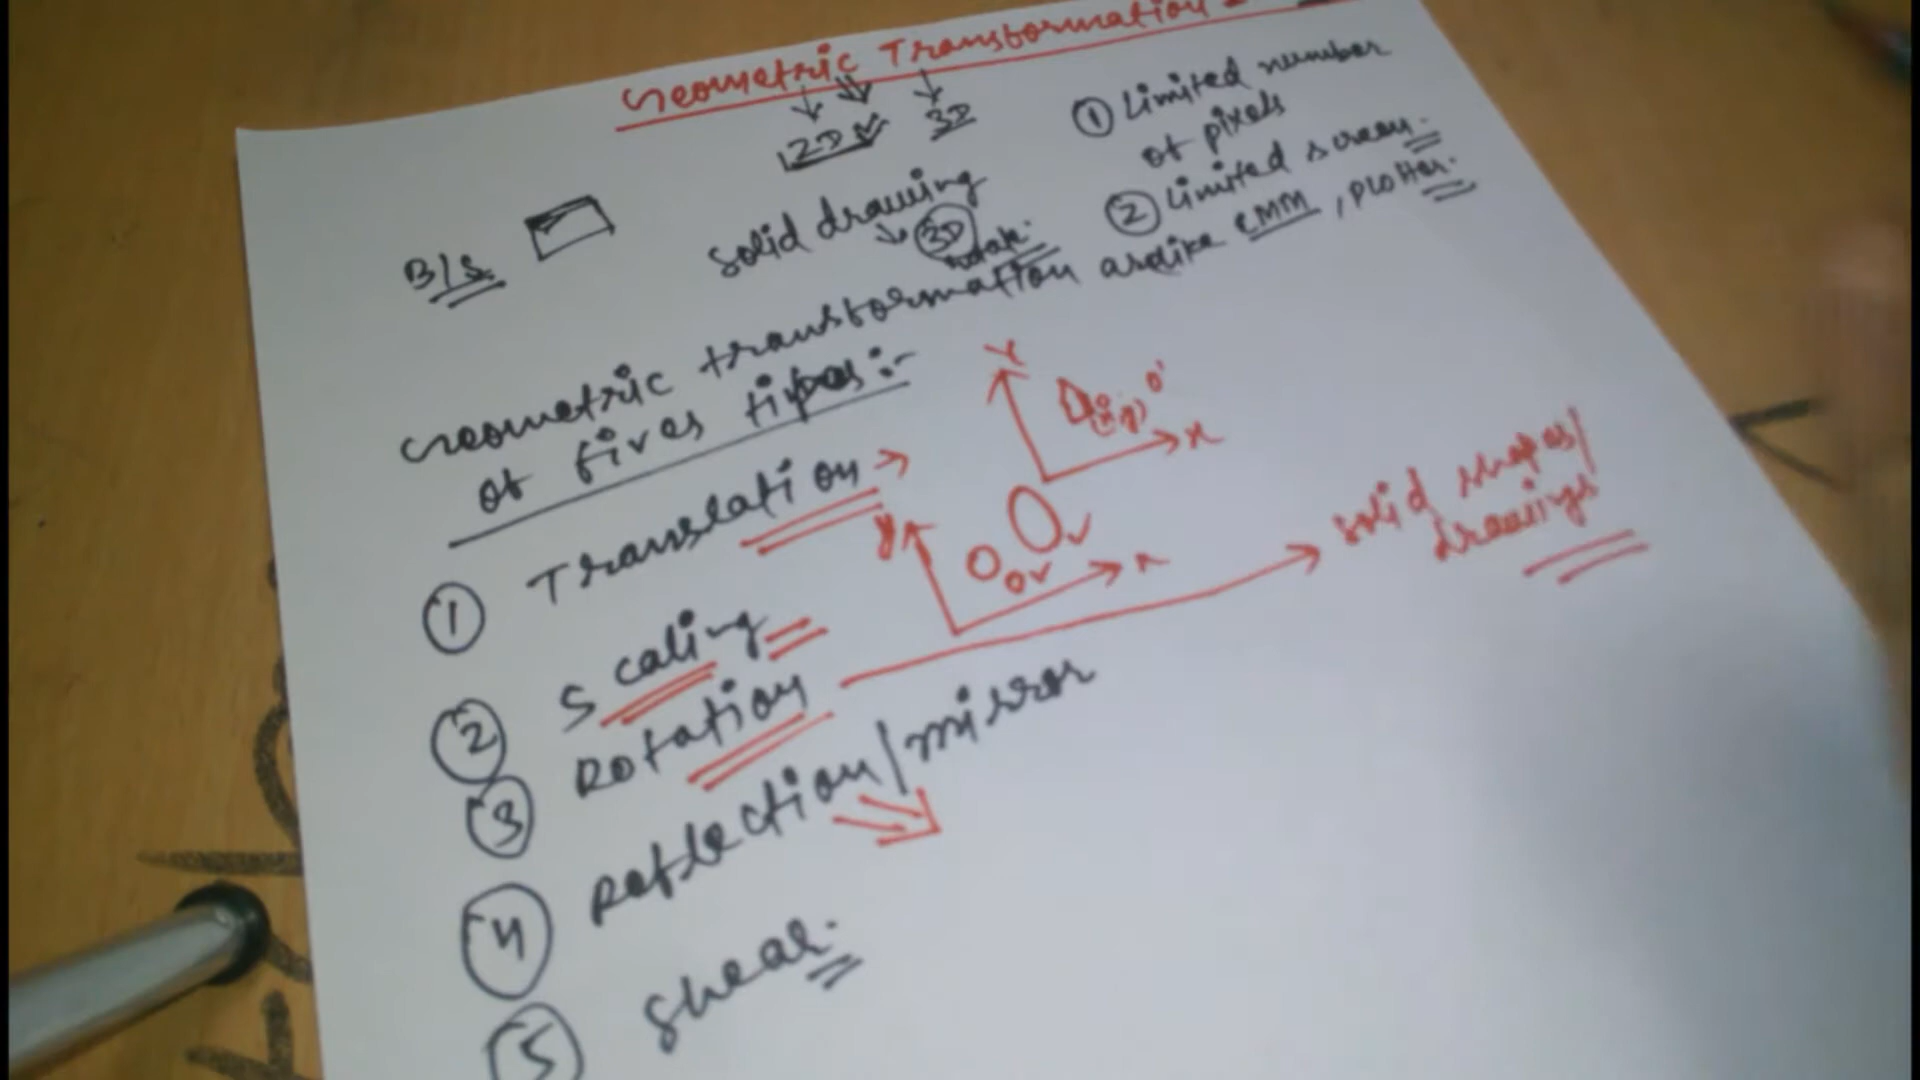 Geometric Transformation
2D 3D
① Limited number
of pixels
② Limited screen.
like CMM, plotter.
solid drawing
3D
B/S
Geometric transformation are
of fives types:-
① Translation
Y
(x,y) o'
x
② Scaling
y
x
③ Rotation
solid shapes/
drawings
④ Reflection/mirror
⑤ shear.